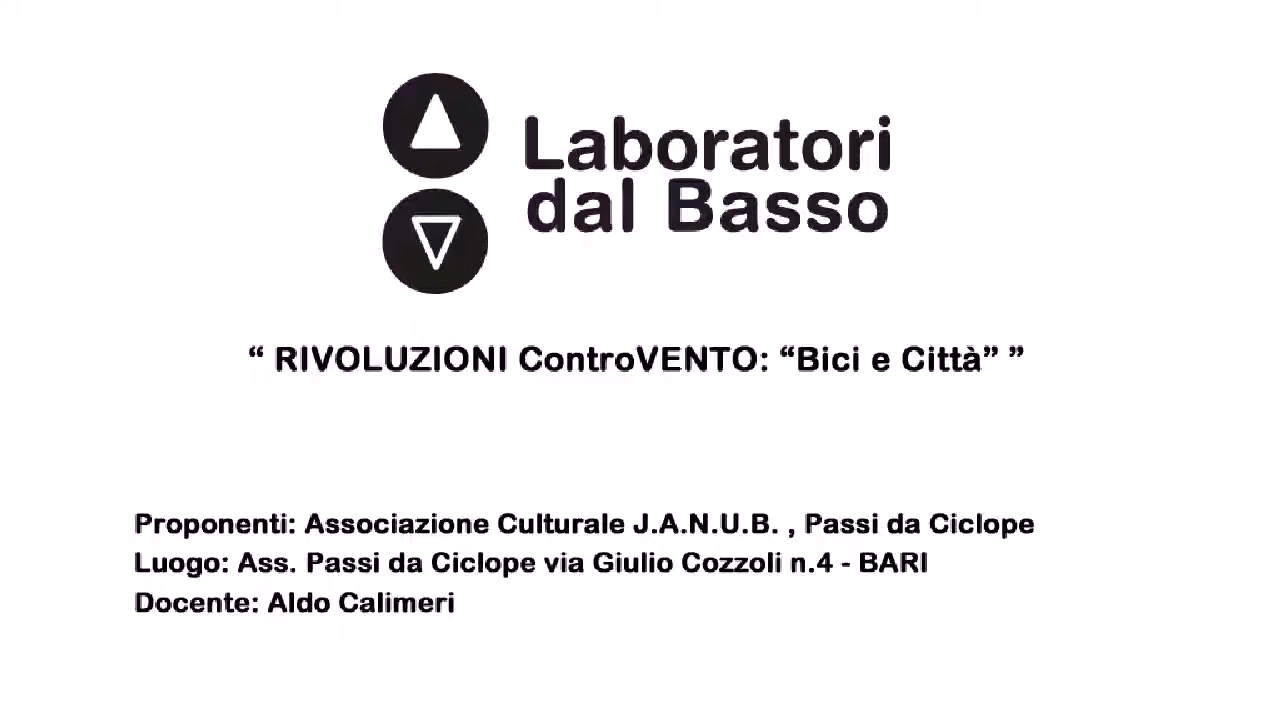 Laboratori
dal Basso
“ RIVOLUZIONI ControVENTO: “Bici e Città” ”
Proponenti: Associazione Culturale J.A.N.U.B. , Passi da Ciclope
Luogo: Ass. Passi da Ciclope via Giulio Cozzoli n.4 - BARI
Docente: Aldo Calimeri